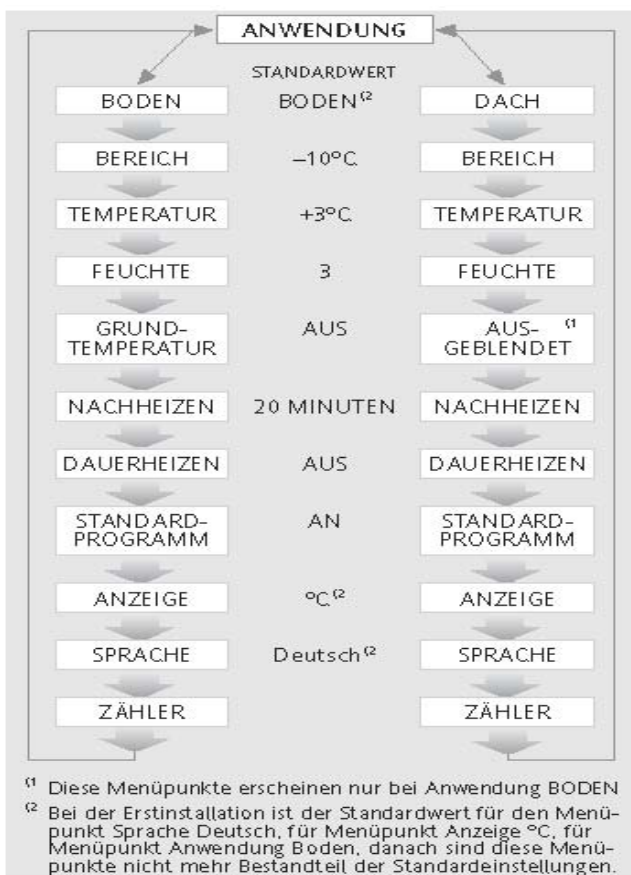 ANWENDUNG
STANDARDWERT
BODEN BODEN(2 DACH
BEREICH –10°C BEREICH
TEMPERATUR +3°C TEMPERATUR
FEUCHTE 3 FEUCHTE
GRUND- AUS AUS- (1
TEMPERATUR GEBLENDET
NACHHEIZEN 20 MINUTEN NACHHEIZEN
DAUERHEIZEN AUS DAUERHEIZEN
STANDARD- AN STANDARD-
PROGRAMM PROGRAMM
ANZEIGE °C(2 ANZEIGE
SPRACHE Deutsch(2 SPRACHE
ZÄHLER ZÄHLER
(1 Diese Menüpunkte erscheinen nur bei Anwendung BODEN
(2 Bei der Erstinstallation ist der Standardwert für den Menü-
punkt Sprache Deutsch, für Menüpunkt Anzeige °C, für
Menüpunkt Anwendung Boden, danach sind diese Menü-
punkte nicht mehr Bestandteil der Standardeinstellungen.